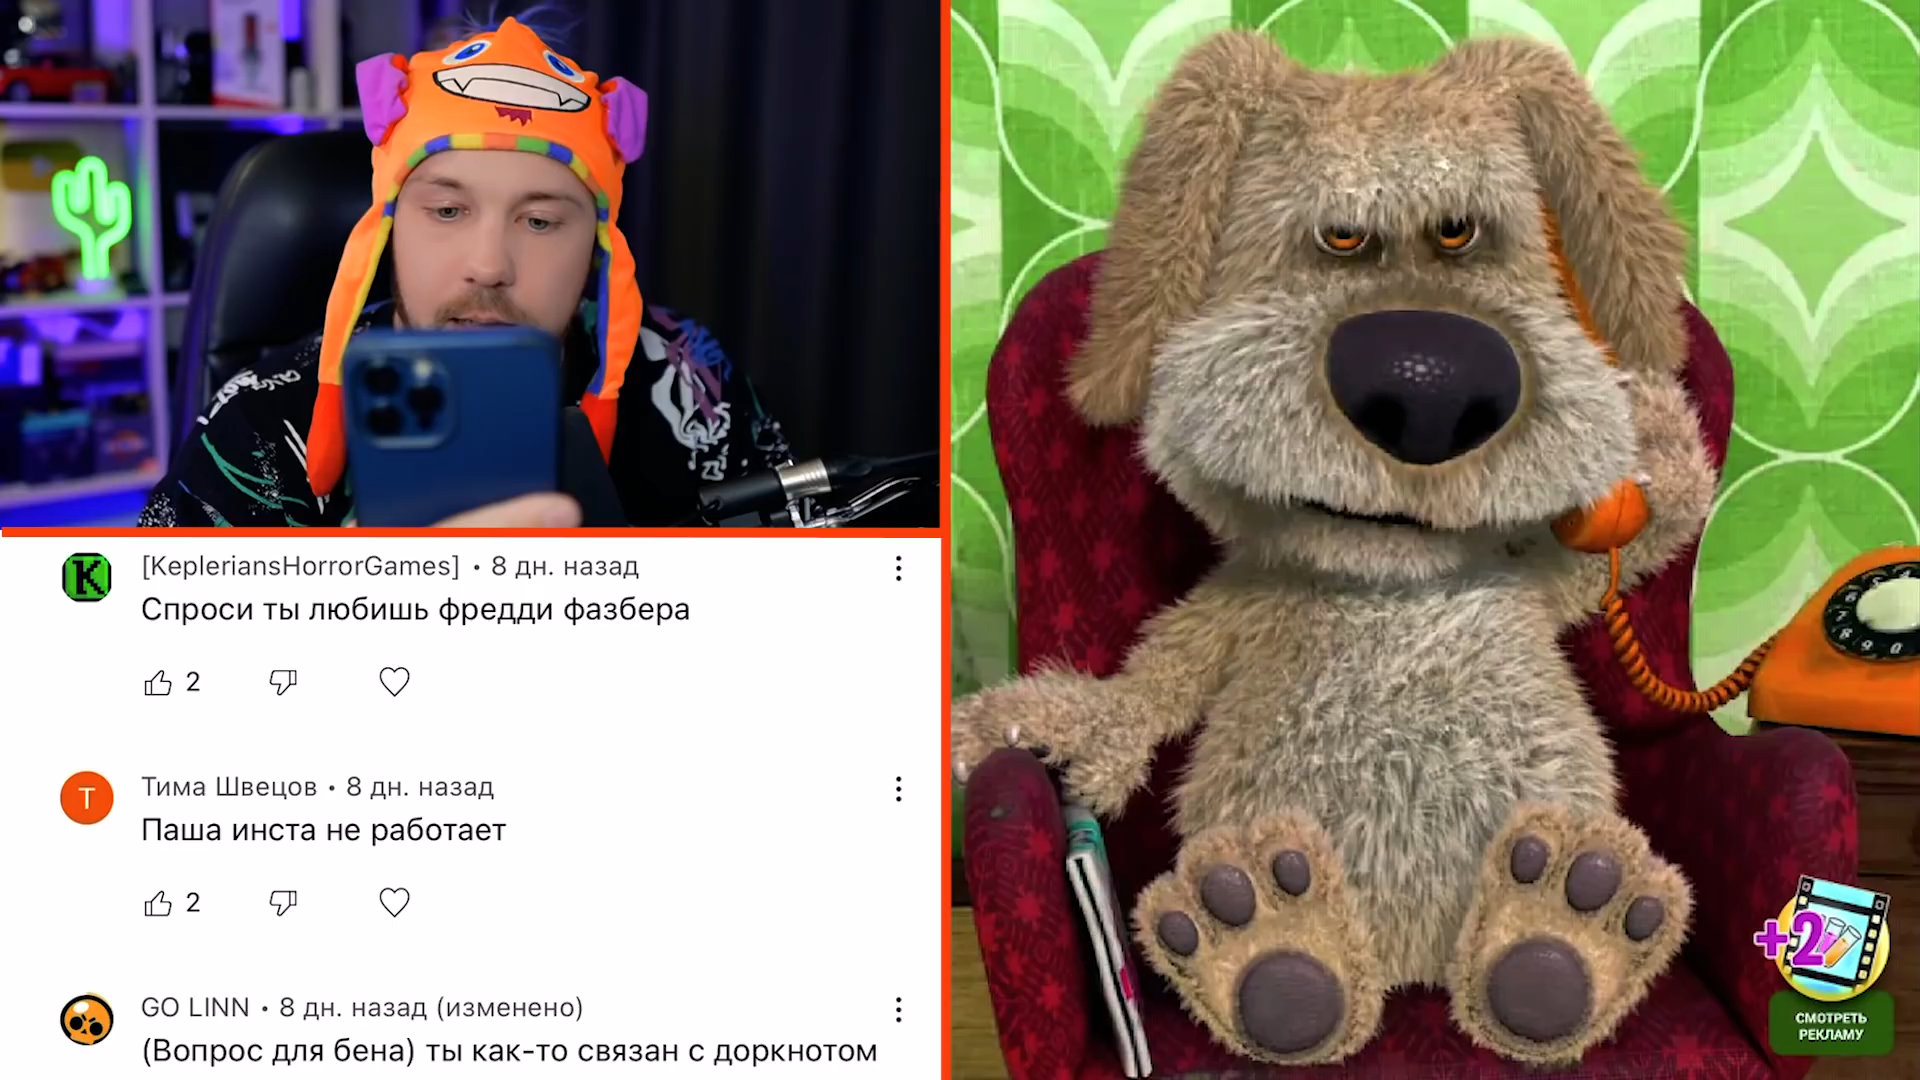 [KepleriansHorrorGames] • 8 дн. назад
Спроси ты любишь фредди фазбера
2
Т
Тима Швецов • 8 дн. назад
Паша инста не работает
2
GO LINN • 8 дн. назад (изменено)
(Вопрос для бена) ты как-то связан с доркнотом
+2
СМОТРЕТЬ
РЕКЛАМУ